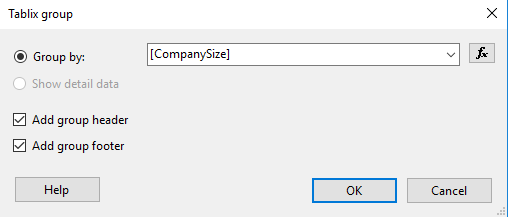 Tablix group
Group by:
[CompanySize]
fx
Show detail data
Add group header
Add group footer
Help
OK
Cancel